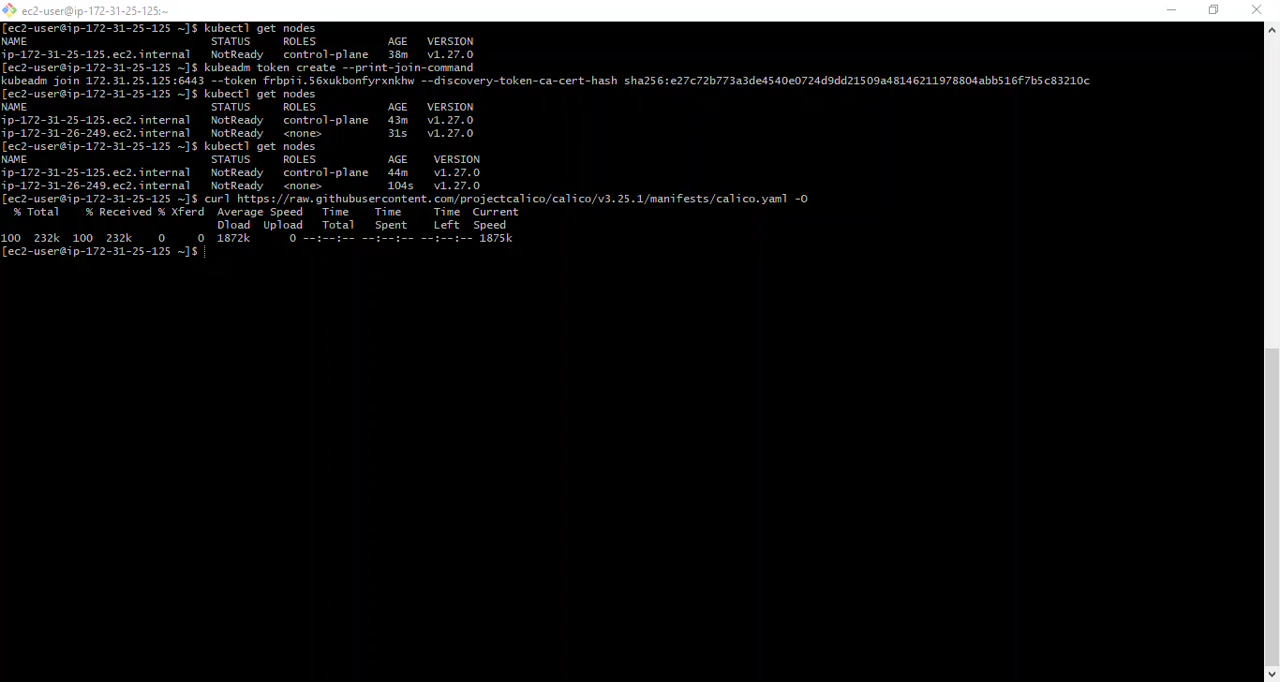 ec2-user@ip-172-31-25-125:~
[ec2-user@ip-172-31-25-125 ~]$ kubectl get nodes
NAME                            STATUS     ROLES           AGE   VERSION
ip-172-31-25-125.ec2.internal   NotReady   control-plane   38m   v1.27.0
[ec2-user@ip-172-31-25-125 ~]$ kubeadm token create --print-join-command
kubeadm join 172.31.25.125:6443 --token frbpii.56xukbonfyrxnkhw --discovery-token-ca-cert-hash sha256:e27c72b773a3de4540e0724d9dd21509a48146211978804abb516f7b5c83210c
[ec2-user@ip-172-31-25-125 ~]$ kubectl get nodes
NAME                            STATUS     ROLES           AGE   VERSION
ip-172-31-25-125.ec2.internal   NotReady   control-plane   43m   v1.27.0
ip-172-31-26-249.ec2.internal   NotReady   <none>          31s   v1.27.0
[ec2-user@ip-172-31-25-125 ~]$ kubectl get nodes
NAME                            STATUS     ROLES           AGE    VERSION
ip-172-31-25-125.ec2.internal   NotReady   control-plane   44m    v1.27.0
ip-172-31-26-249.ec2.internal   NotReady   <none>          104s   v1.27.0
[ec2-user@ip-172-31-25-125 ~]$ curl https://raw.githubusercontent.com/projectcalico/calico/v3.25.1/manifests/calico.yaml -O
  % Total    % Received % Xferd  Average Speed   Time    Time     Time  Current
                                 Dload  Upload   Total   Spent    Left  Speed
100  232k  100  232k    0     0  1872k      0 --:--:-- --:--:-- --:--:-- 1875k
[ec2-user@ip-172-31-25-125 ~]$